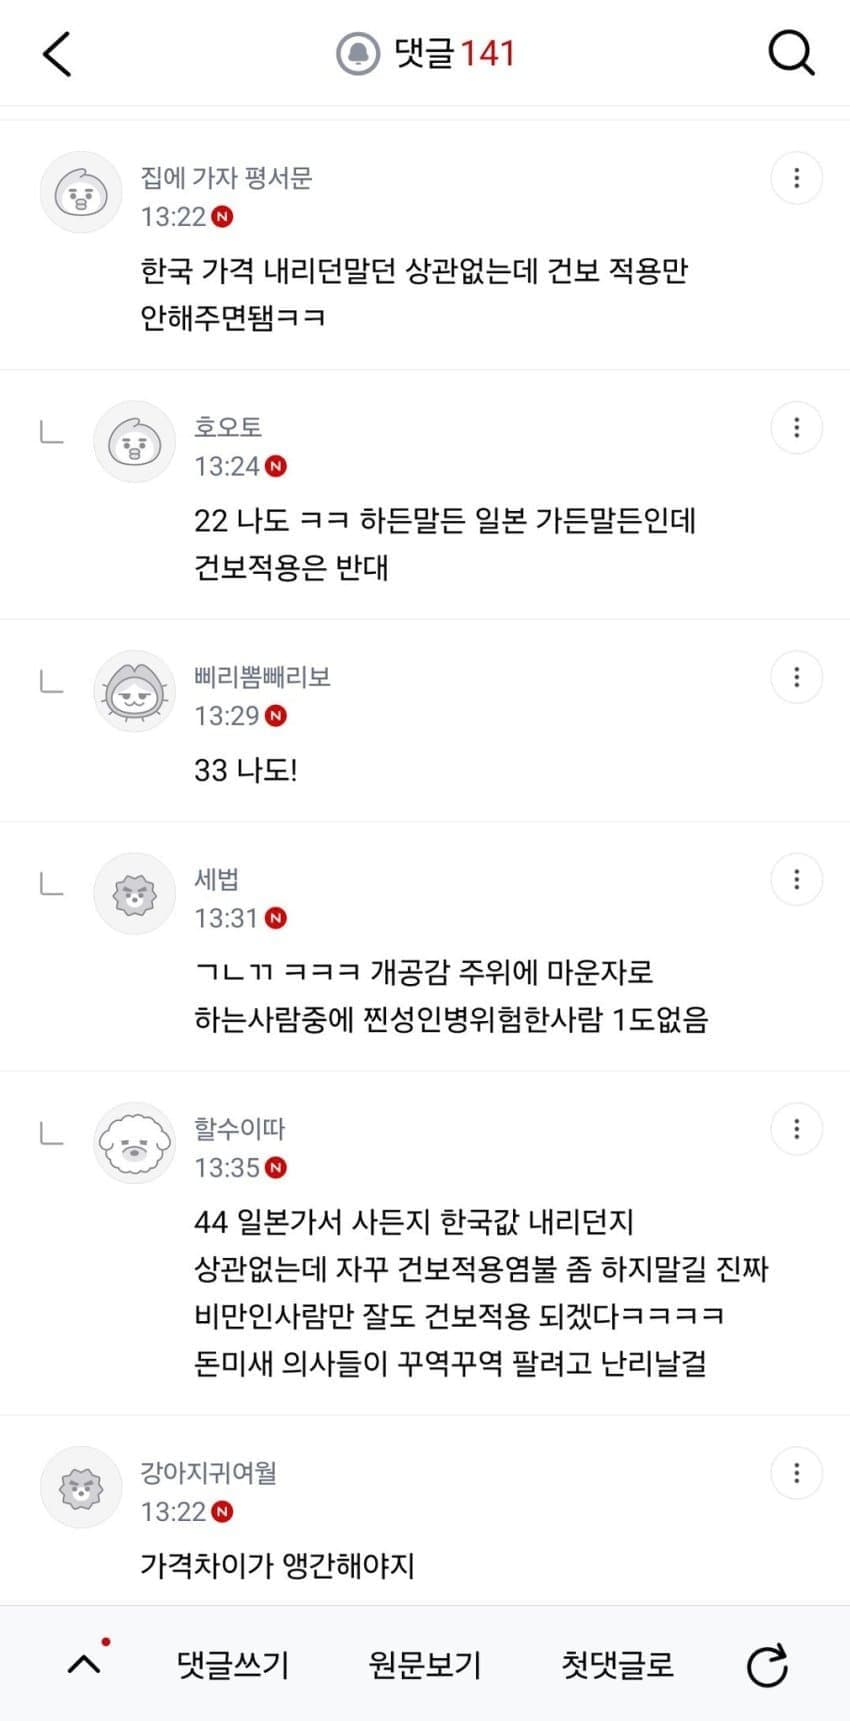 댓글 141
집에 가자 평서문
13:22 N
한국 가격 내리던말던 상관없는데 건보 적용만
안해주면됌ㅋㅋ
호오토
13:24 N
22 나도 ㅋㅋ 하든말든 일본 가든말든인데
건보적용은 반대
삐리뽐빼리보
13:29 N
33 나도!
세법
13:31 N
ㄱㄴㄲ ㅋㅋㅋ 개공감 주위에 마운자로
하는사람중에 찐성인병위험한사람 1도없음
할수이따
13:35 N
44 일본가서 사든지 한국값 내리던지
상관없는데 자꾸 건보적용염불 좀 하지말길 진짜
비만인사람만 잘도 건보적용 되겠다ㅋㅋㅋㅋ
돈미새 의사들이 꾸역꾸역 팔려고 난리날걸
강아지귀여월
13:22 N
가격차이가 앵간해야지
댓글쓰기 원문보기 첫댓글로